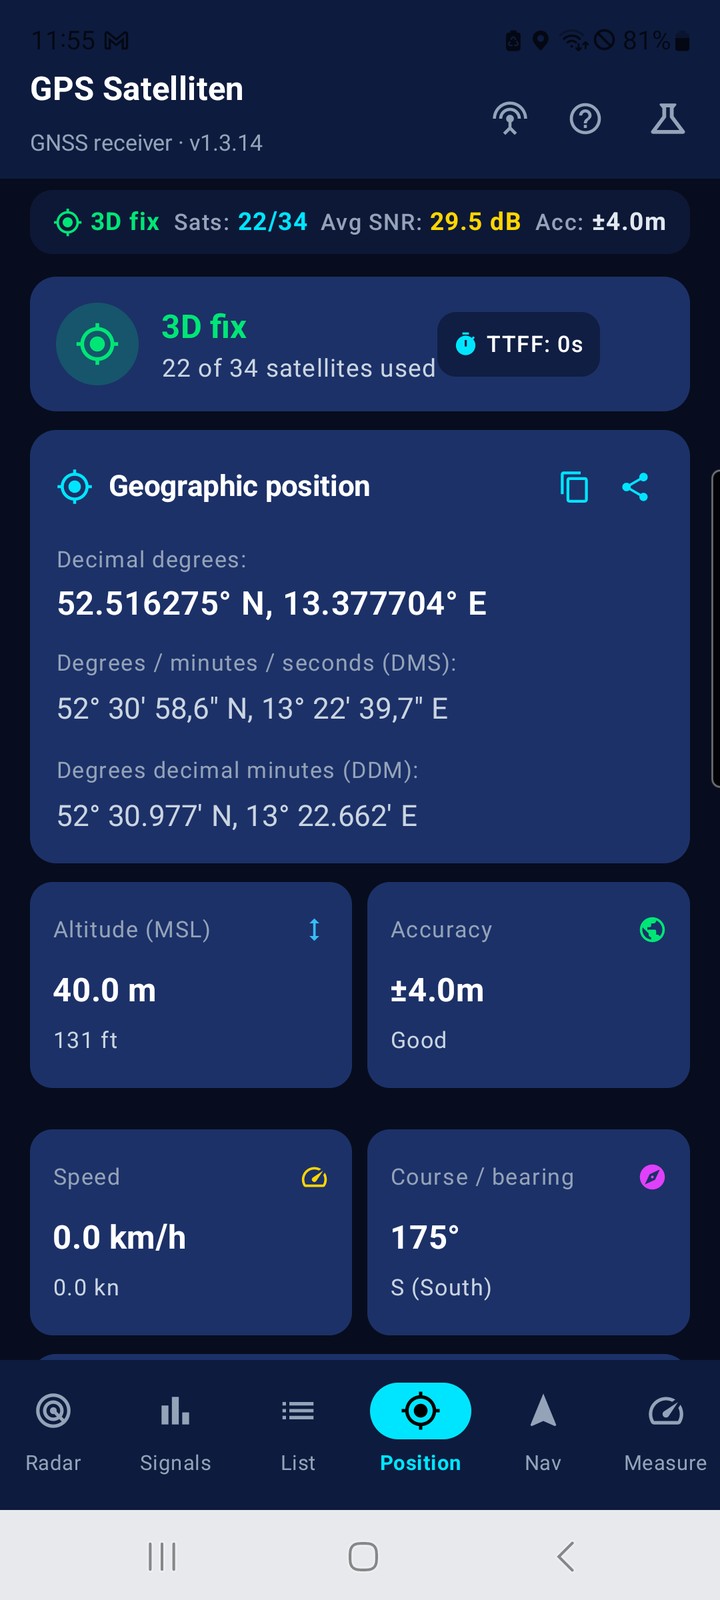 11:55
81%
GPS Satelliten
GNSS receiver · v1.3.14
3D fix Sats: 22/34 Avg SNR: 29.5 dB Acc: ±4.0m
3D fix
22 of 34 satellites used
TTFF: 0s
Geographic position
Decimal degrees:
52.516275° N, 13.377704° E
Degrees / minutes / seconds (DMS):
52° 30' 58,6" N, 13° 22' 39,7" E
Degrees decimal minutes (DDM):
52° 30.977' N, 13° 22.662' E
Altitude (MSL)
40.0 m
131 ft
Accuracy
±4.0m
Good
Speed
0.0 km/h
0.0 kn
Course / bearing
175°
S (South)
Radar Signals List Position Nav Measure